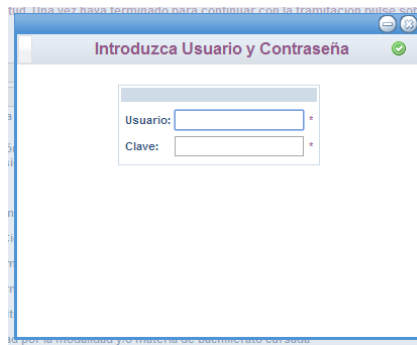 tud. Una vez haya terminado para continuar con la tramitación pulse sob
Introduzca Usuario y Contraseña
Usuario: *
Clave: *
ad por la modalidad y/o materia de bachillerato cursada